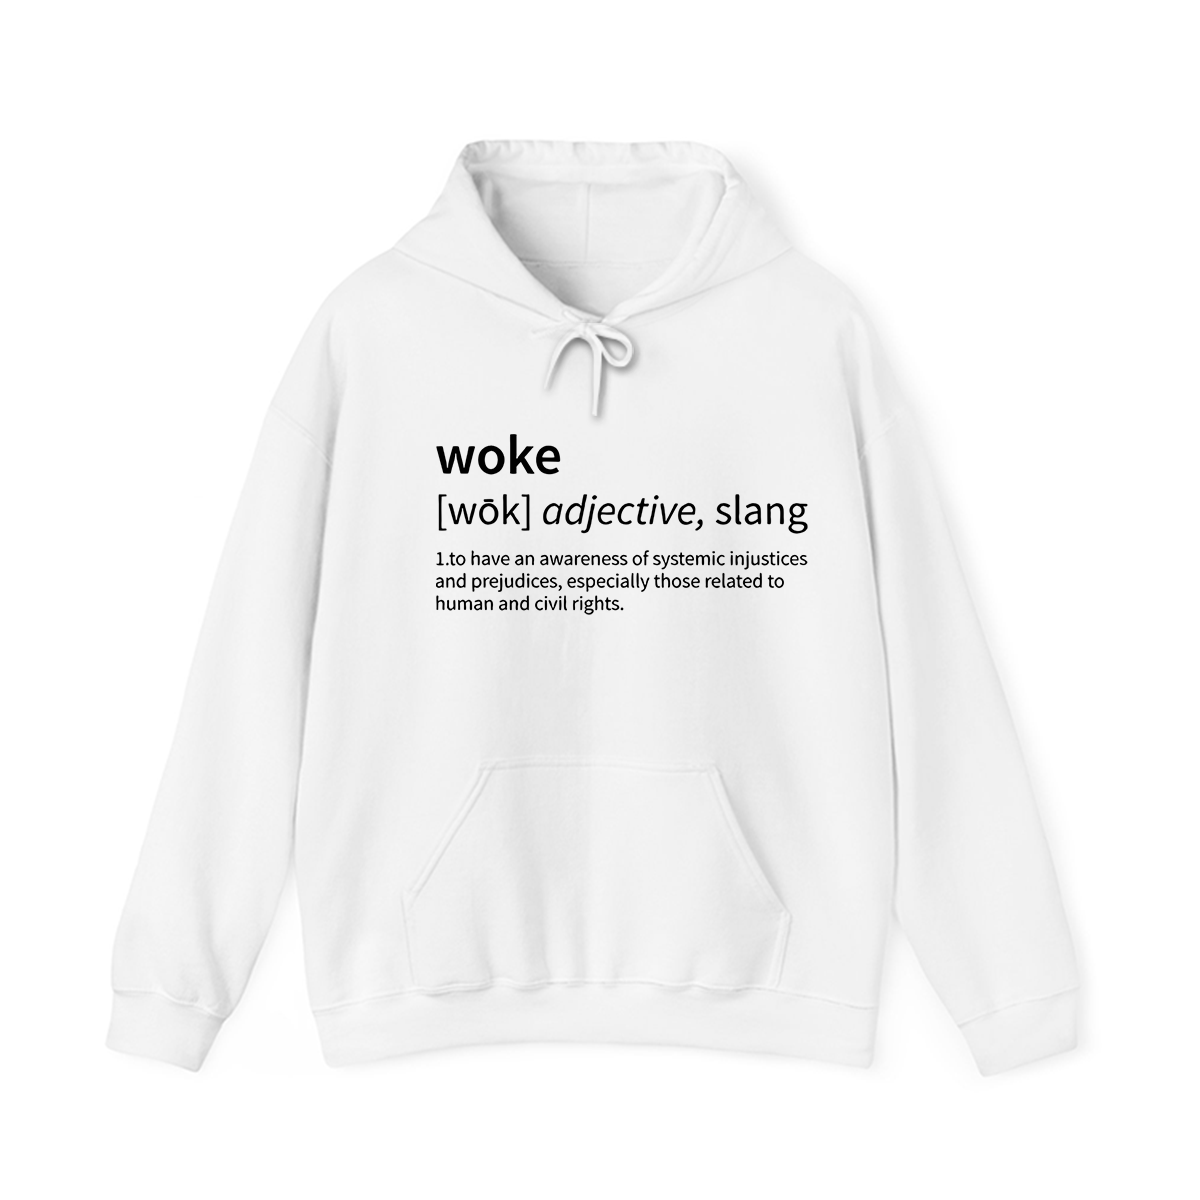 woke
[wōk] adjective, slang
1.to have an awareness of systemic injustices
and prejudices, especially those related to
human and civil rights.